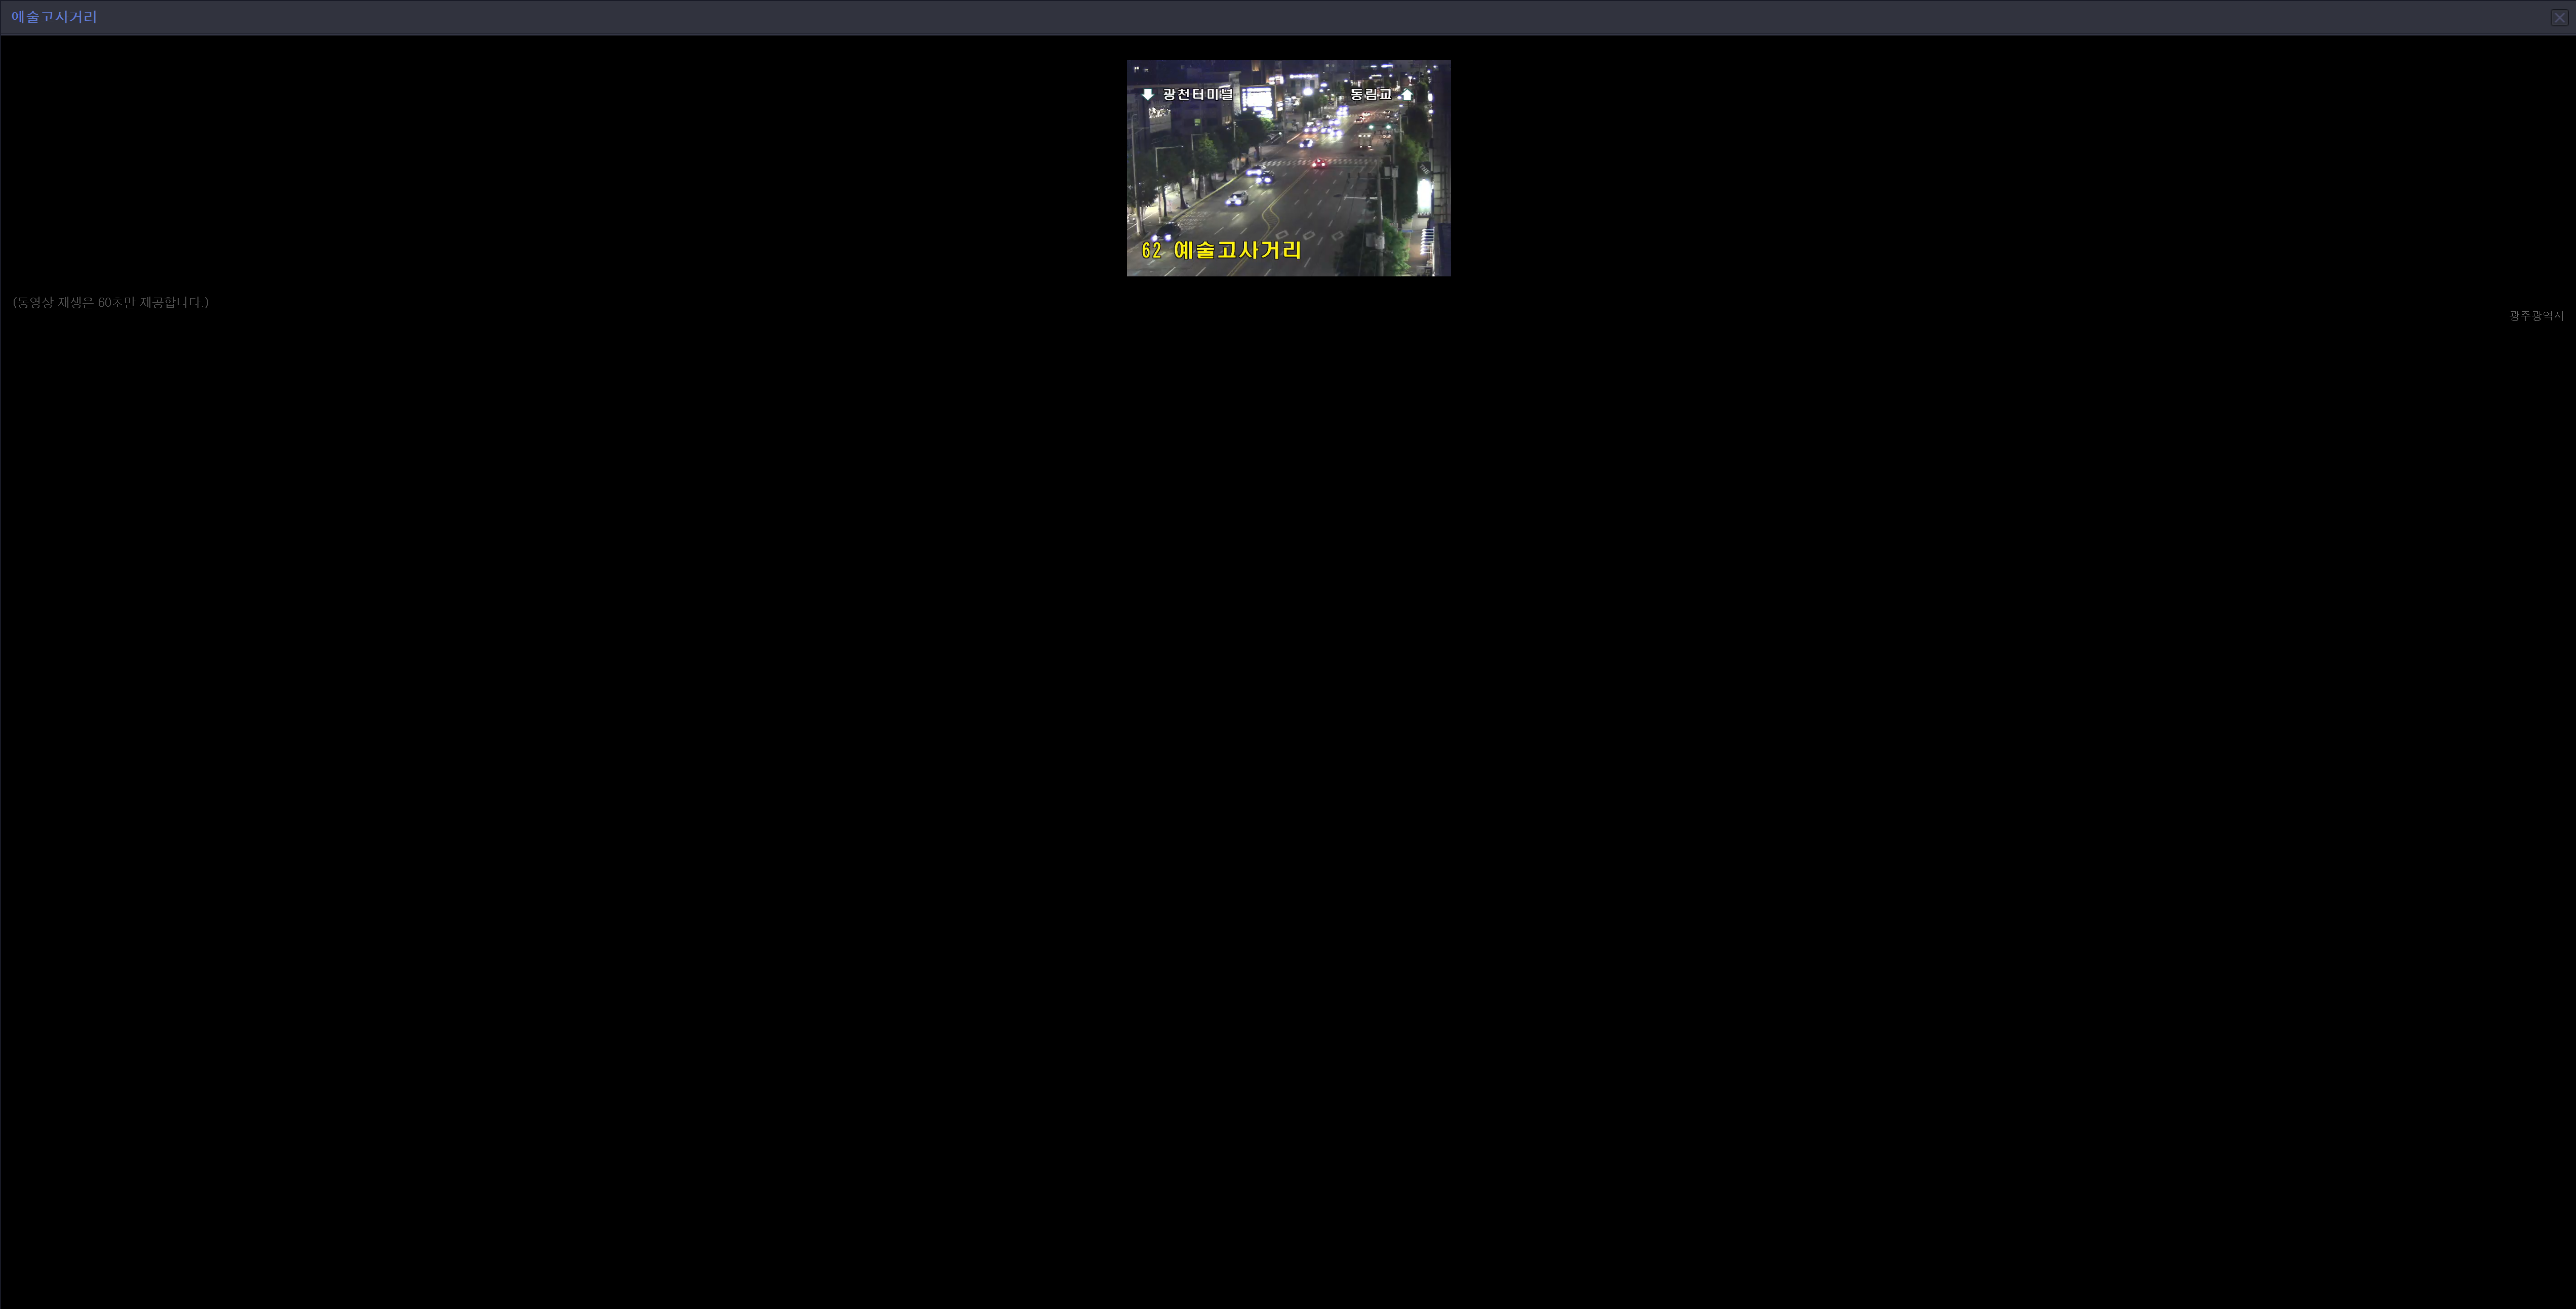 예술고사거리
광천터미널
동림교
62 예술고사거리
(동영상 재생은 60초만 제공합니다.)
광주광역시